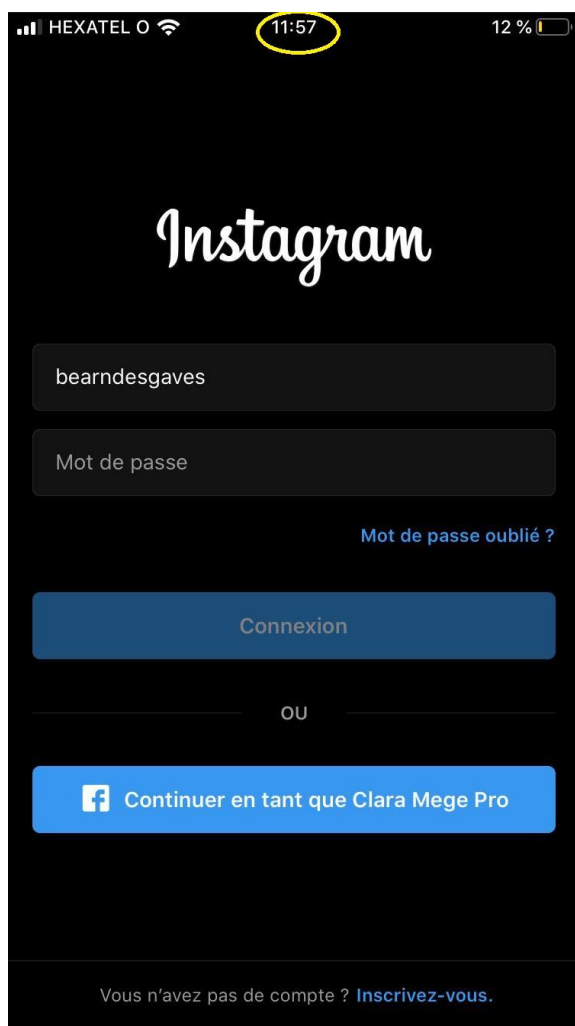 HEXATEL O 11:57 12 %
Instagram
bearndesgaves
Mot de passe
Mot de passe oublié ?
Connexion
OU
Continuer en tant que Clara Mege Pro
Vous n’avez pas de compte ? Inscrivez-vous.